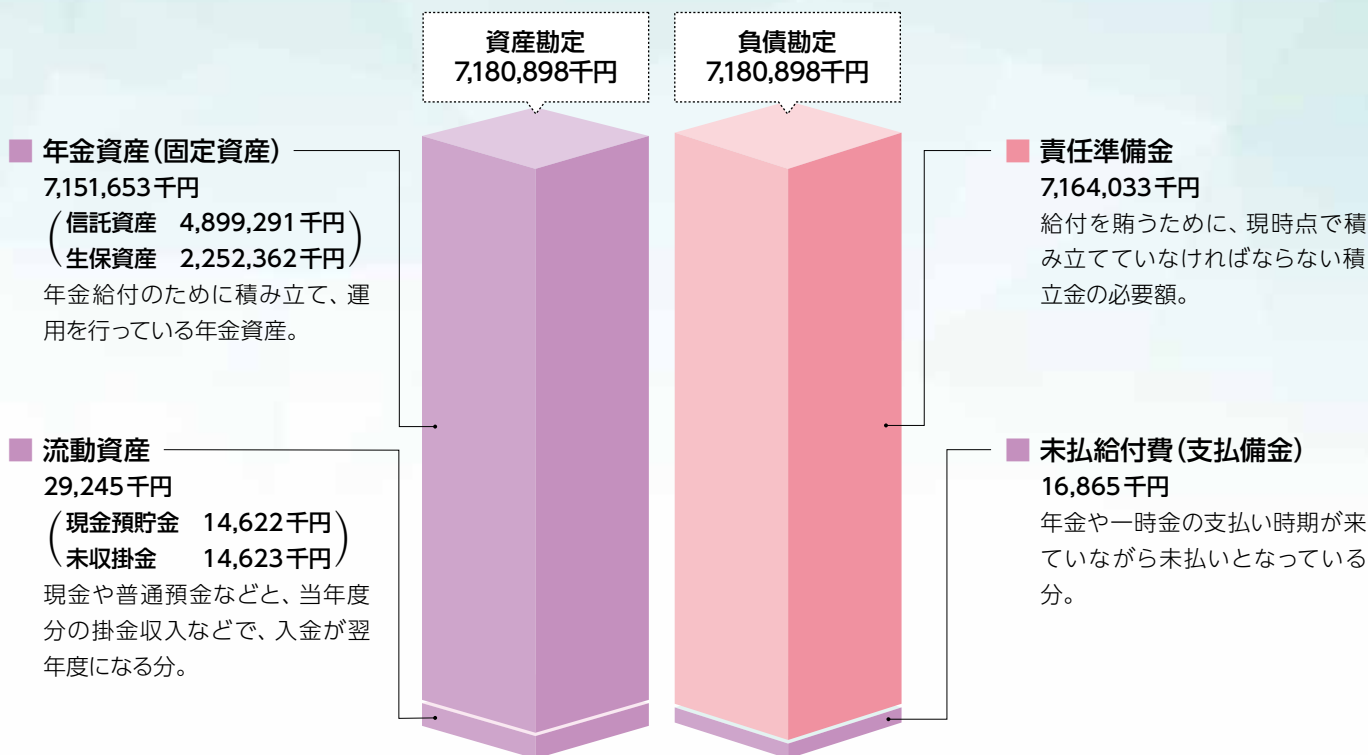 資産勘定
7,180,898千円
負債勘定
7,180,898千円
年金資産(固定資産)
7,151,653千円
(信託資産 4,899,291千円
生保資産 2,252,362千円)
年金給付のために積み立て、運
用を行っている年金資産。
流動資産
29,245千円
(現金預貯金 14,622千円
未収掛金 14,623千円)
現金や普通預金などと、当年度
分の掛金収入などで、入金が翌
年度になる分。
責任準備金
7,164,033千円
給付を賄うために、現時点で積
み立てていなければならない積
立金の必要額。
未払給付費(支払備金)
16,865千円
年金や一時金の支払い時期が来
ていながら未払いとなっている
分。